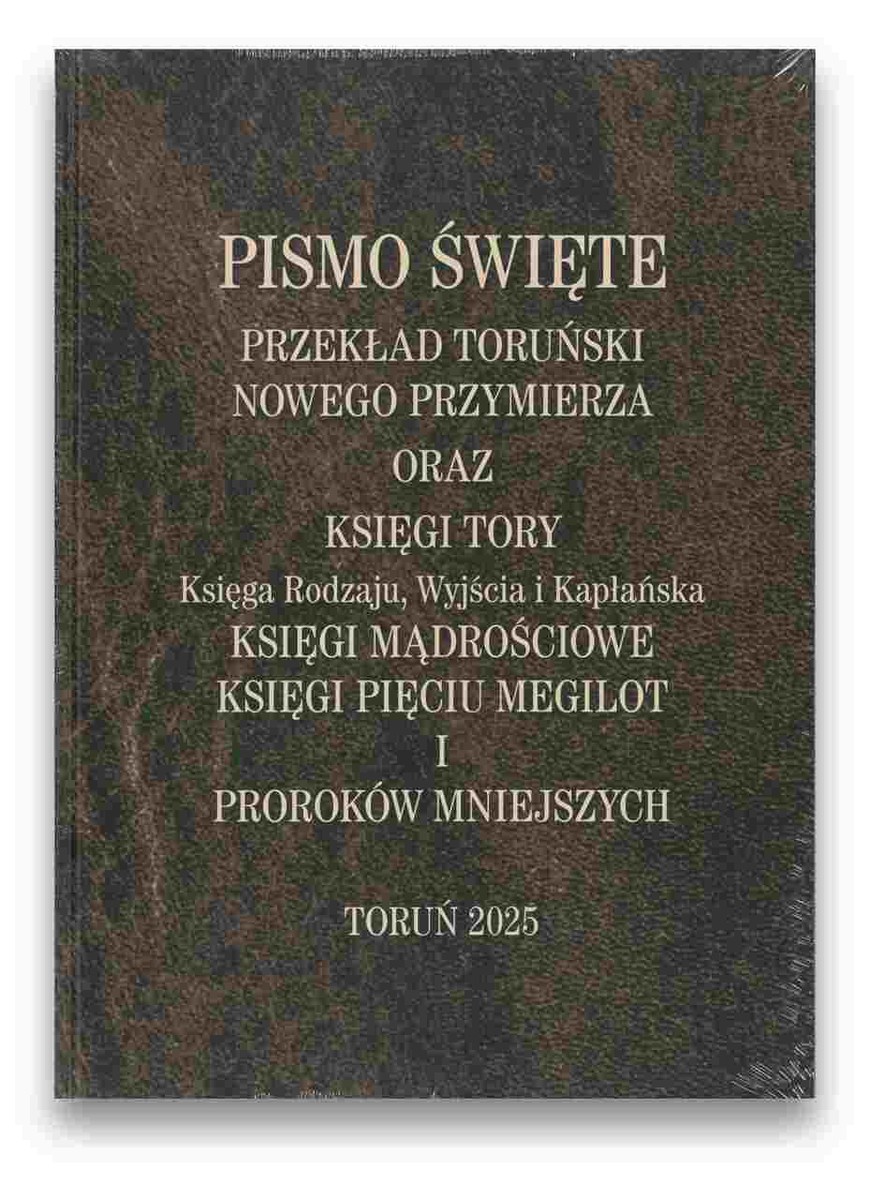 PISMO ŚWIĘTE
PRZEKŁAD TORUŃSKI
NOWEGO PRZYMIERZA
ORAZ
KSIĘGI TORY
Księga Rodzaju, Wyjścia i Kapłańska
KSIĘGI MĄDROŚCIOWE
KSIĘGI PIĘCIU MEGILOT
I
PROROKÓW MNIEJSZYCH
TORUŃ 2025